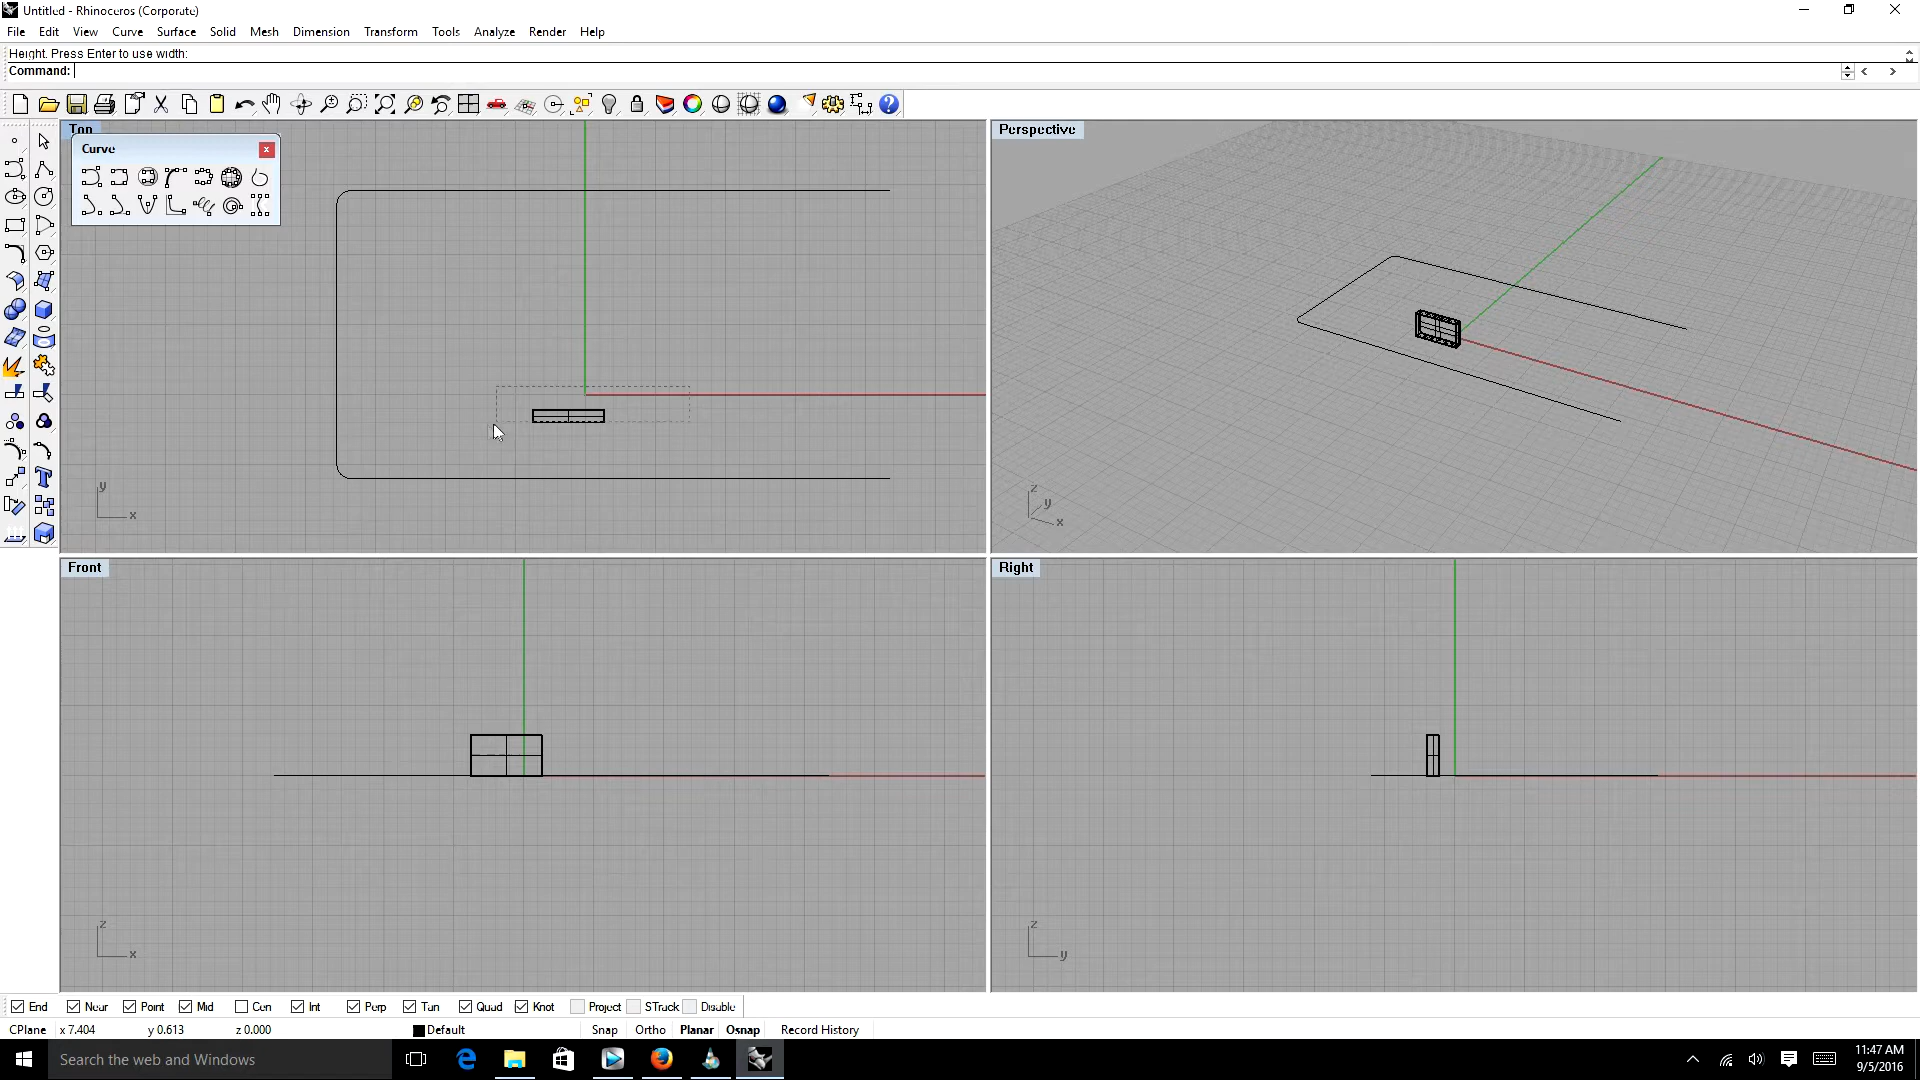 Untitled - Rhinoceros (Corporate)
File Edit View Curve Surface Solid Mesh Dimension Transform Tools Analyze Render Help
Height. Press Enter to use width:
Command:
Top
Perspective
Curve
y
x
z
y
x
Front
Right
z
x
z
y
End Near Point Mid Cen Int Perp Tan Quad Knot Project STrack Disable
CPlane x 7.404 y 0.613 z 0.000 Default Snap Ortho Planar Osnap Record History
Search the web and Windows
11:47 AM
9/5/2016